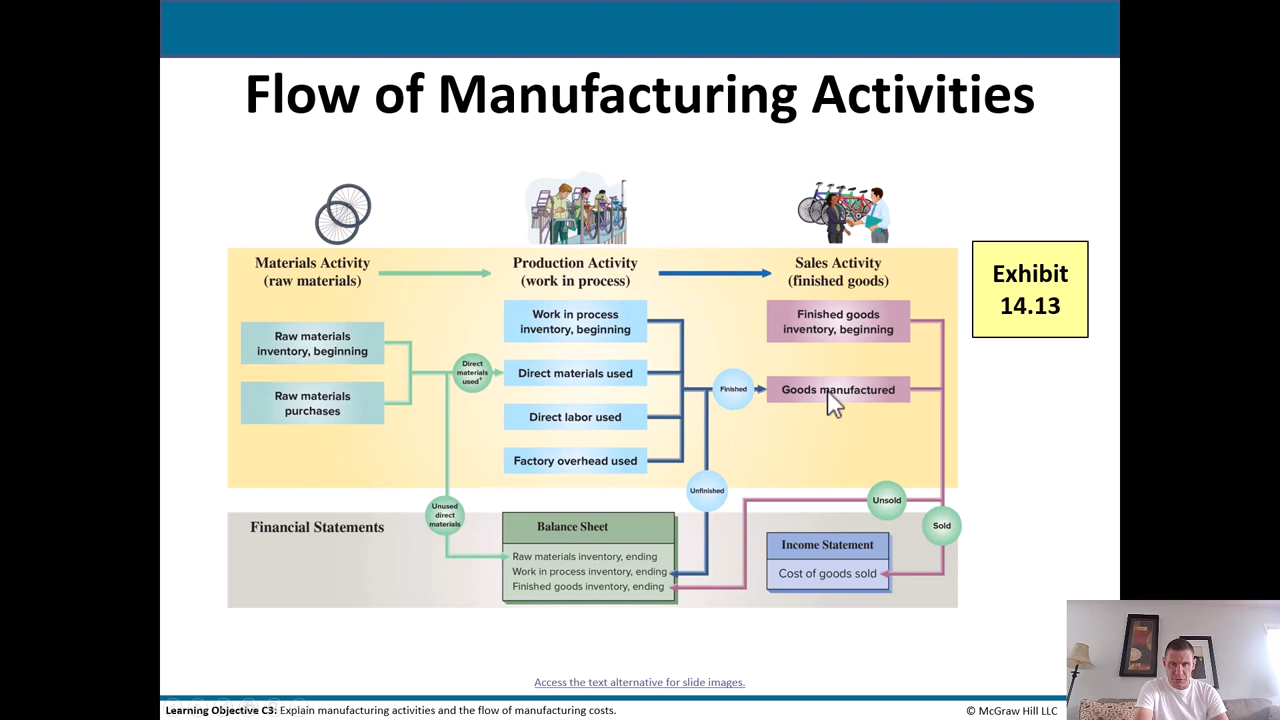 Flow of Manufacturing Activities
Materials Activity
(raw materials)
Production Activity
(work in process)
Sales Activity
(finished goods)
Exhibit
14.13
Raw materials
inventory, beginning
Raw materials
purchases
Direct
materials
used+
Work in process
inventory, beginning
Direct materials used
Direct labor used
Factory overhead used
Finished
Unfinished
Finished goods
inventory, beginning
Goods manufactured
Unsold
Sold
Unused
direct
materials
Financial Statements
Balance Sheet
Raw materials inventory, ending
Work in process inventory, ending
Finished goods inventory, ending
Income Statement
Cost of goods sold
Access the text alternative for slide images.
Learning Objective C3: Explain manufacturing activities and the flow of manufacturing costs.
© McGraw Hill LLC